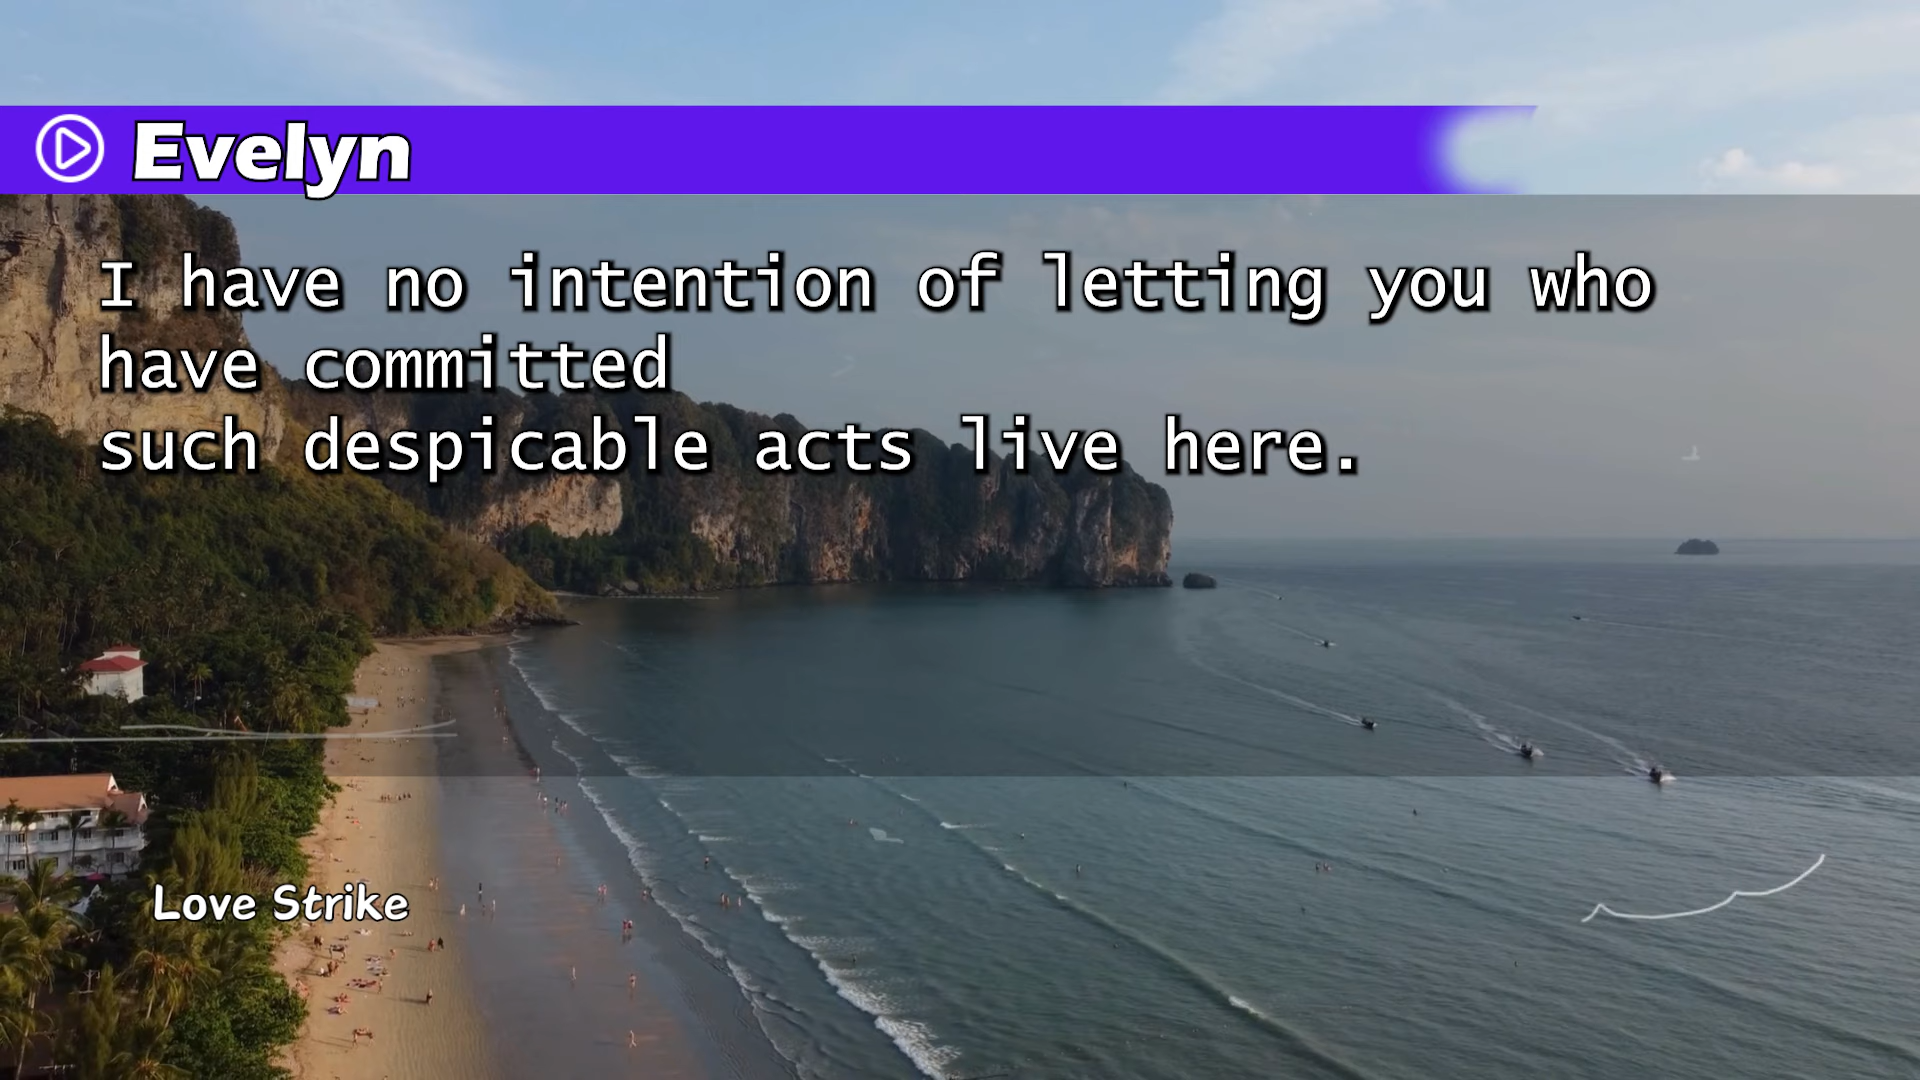 Evelyn
I have no intention of letting you who
have committed
such despicable acts live here.
Love Strike